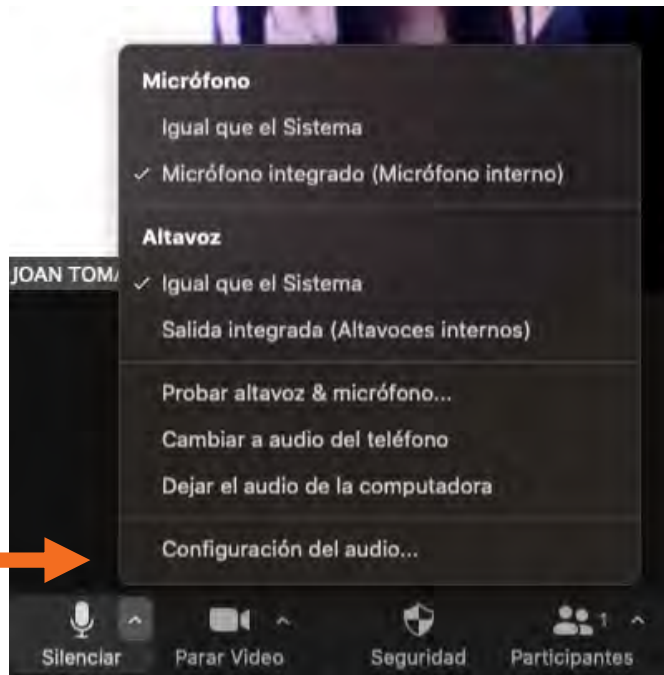 Micrófono
Igual que el Sistema
✓ Micrófono integrado (Micrófono interno)
Altavoz
JOAN
✓ Igual que el Sistema
Salida integrada (Altavoces internos)
Probar altavoz & micrófono...
Cambiar a audio del teléfono
Dejar el audio de la computadora
Configuración del audio...
1
Silenciar Parar Video Seguridad Participantes